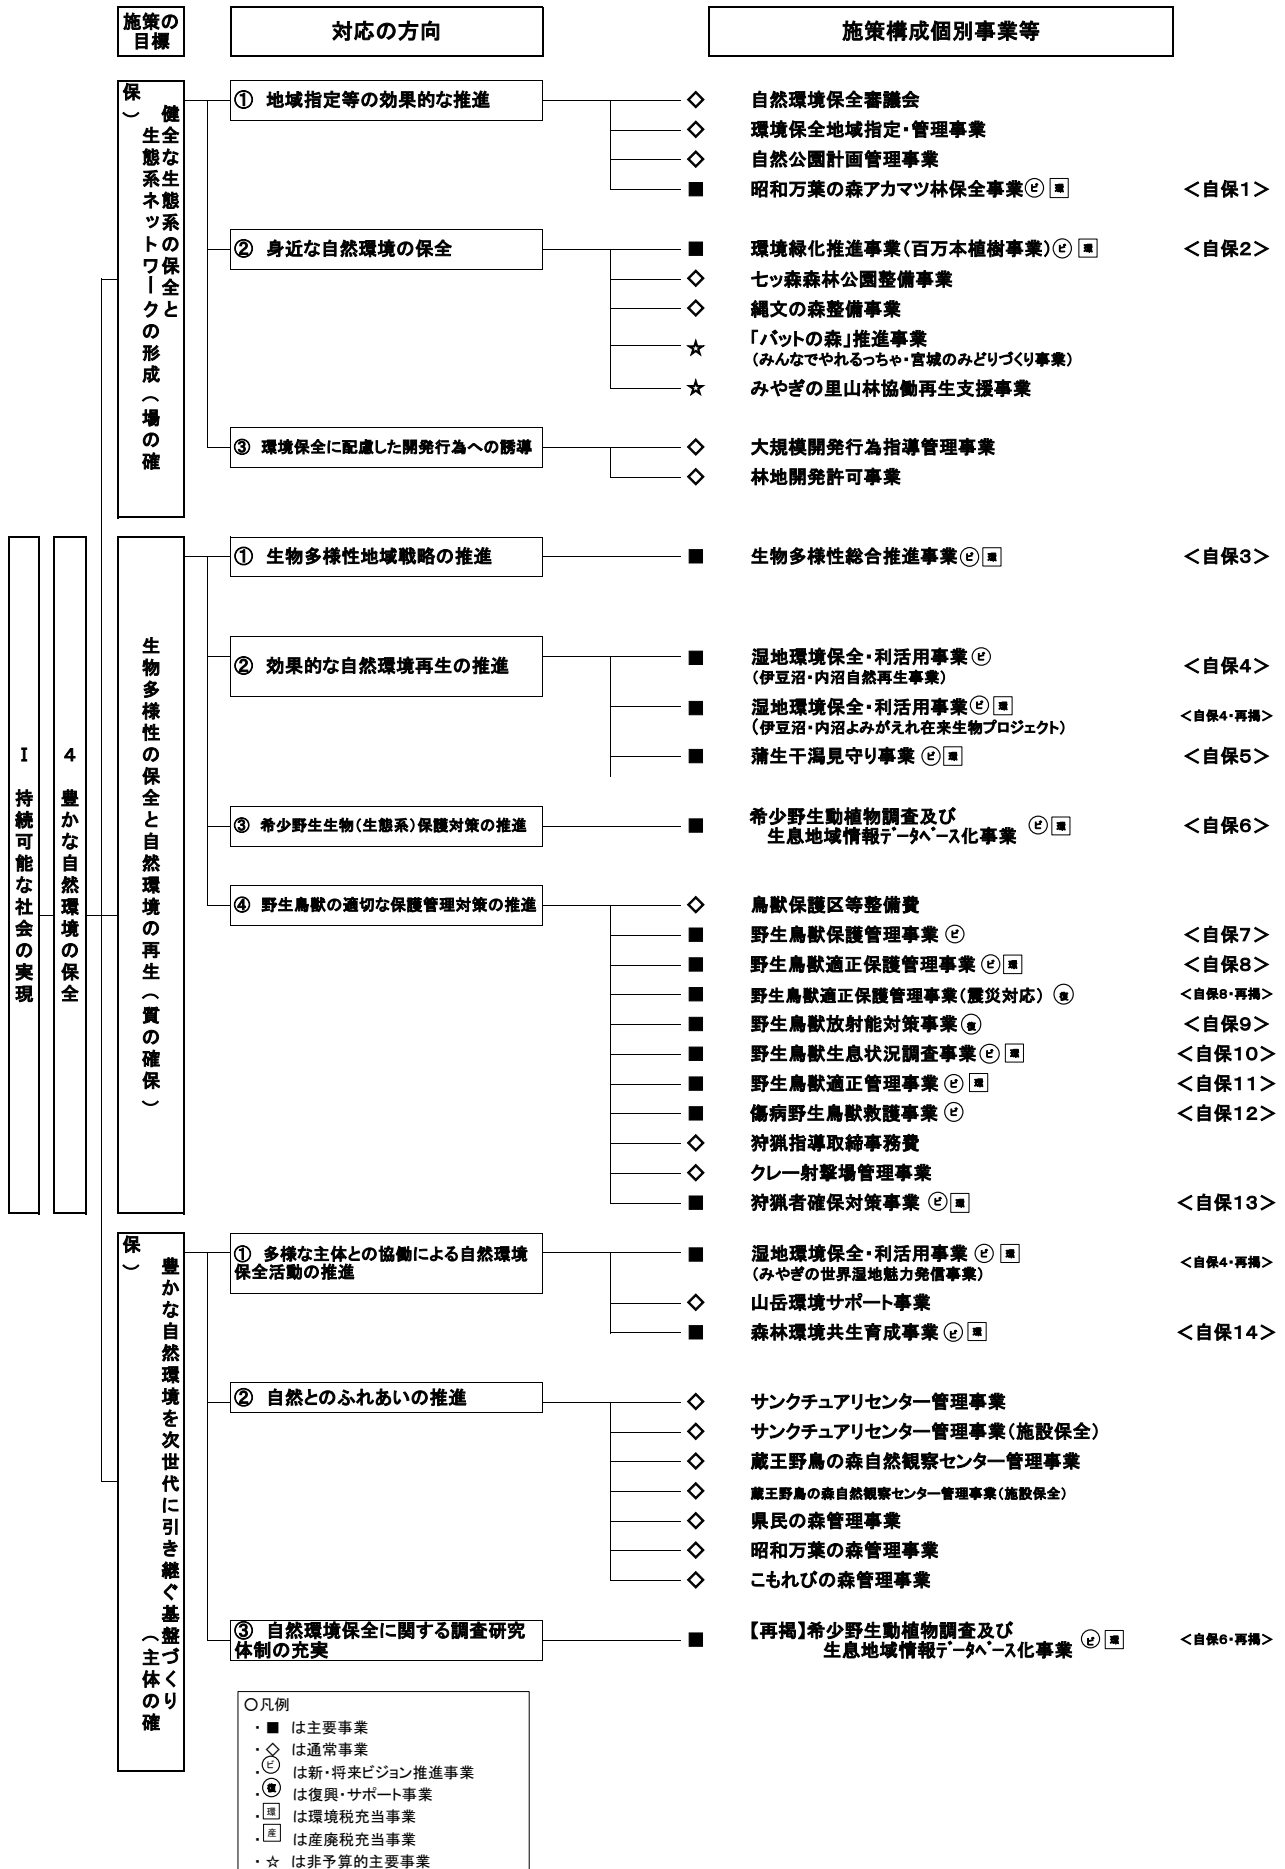 施策の
目標
対応の方向
施策構成個別事業等
Ⅰ 持続可能な社会の実現
4 豊かな自然環境の保全
健全な生態系の保全と
生態系ネットワークの形成（場の確
保）
① 地域指定等の効果的な推進
◇ 自然環境保全審議会
◇ 環境保全地域指定・管理事業
◇ 自然公園計画管理事業
■ 昭和万葉の森アカマツ林保全事業 ビ 環 ＜自保1＞
② 身近な自然環境の保全
■ 環境緑化推進事業（百万本植樹事業） ビ 環 ＜自保2＞
◇ 七ッ森森林公園整備事業
◇ 縄文の森整備事業
☆ 「バットの森」推進事業
（みんなでやれるっちゃ・宮城のみどりづくり事業）
☆ みやぎの里山林協働再生支援事業
③ 環境保全に配慮した開発行為への誘導
◇ 大規模開発行為指導管理事業
◇ 林地開発許可事業
生物多様性の保全と自然環境の再生（質の確保）
① 生物多様性地域戦略の推進
■ 生物多様性総合推進事業 ビ 環 ＜自保3＞
② 効果的な自然環境再生の推進
■ 湿地環境保全・利活用事業 ビ ＜自保4＞
（伊豆沼・内沼自然再生事業）
■ 湿地環境保全・利活用事業 ビ 環 ＜自保4・再掲＞
（伊豆沼・内沼よみがえれ在来生物プロジェクト）
■ 蒲生干潟見守り事業 ビ 環 ＜自保5＞
③ 希少野生生物（生態系）保護対策の推進
■ 希少野生動植物調査及び
生息地域情報ﾃﾞｰﾀﾍﾞｰｽ化事業 ビ 環 ＜自保6＞
④ 野生鳥獣の適切な保護管理対策の推進
◇ 鳥獣保護区等整備費
■ 野生鳥獣保護管理事業 ビ ＜自保7＞
■ 野生鳥獣適正保護管理事業 ビ 環 ＜自保8＞
■ 野生鳥獣適正保護管理事業（震災対応） 復 ＜自保8・再掲＞
■ 野生鳥獣放射能対策事業 復 ＜自保9＞
■ 野生鳥獣生息状況調査事業 ビ 環 ＜自保10＞
■ 野生鳥獣適正管理事業 ビ 環 ＜自保11＞
■ 傷病野生鳥獣救護事業 ビ ＜自保12＞
◇ 狩猟指導取締事務費
◇ クレー射撃場管理事業
■ 狩猟者確保対策事業 ビ 環 ＜自保13＞
豊かな自然環境を次世代に引き継ぐ基盤づくり
（主体の確
保）
① 多様な主体との協働による自然環境
保全活動の推進
■ 湿地環境保全・利活用事業 ビ 環 ＜自保4・再掲＞
（みやぎの世界湿地魅力発信事業）
◇ 山岳環境サポート事業
■ 森林環境共生育成事業 ビ 環 ＜自保14＞
② 自然とのふれあいの推進
◇ サンクチュアリセンター管理事業
◇ サンクチュアリセンター管理事業（施設保全）
◇ 蔵王野鳥の森自然観察センター管理事業
◇ 蔵王野鳥の森自然観察センター管理事業（施設保全）
◇ 県民の森管理事業
◇ 昭和万葉の森管理事業
◇ こもれびの森管理事業
③ 自然環境保全に関する調査研究
体制の充実
■ 【再掲】希少野生動植物調査及び
生息地域情報ﾃﾞｰﾀﾍﾞｰｽ化事業 ビ 環 ＜自保6・再掲＞
○凡例
・■ は主要事業
・◇ は通常事業
・ビ は新・将来ビジョン推進事業
・復 は復興・サポート事業
・環 は環境税充当事業
・産 は産廃税充当事業
・☆ は非予算的主要事業